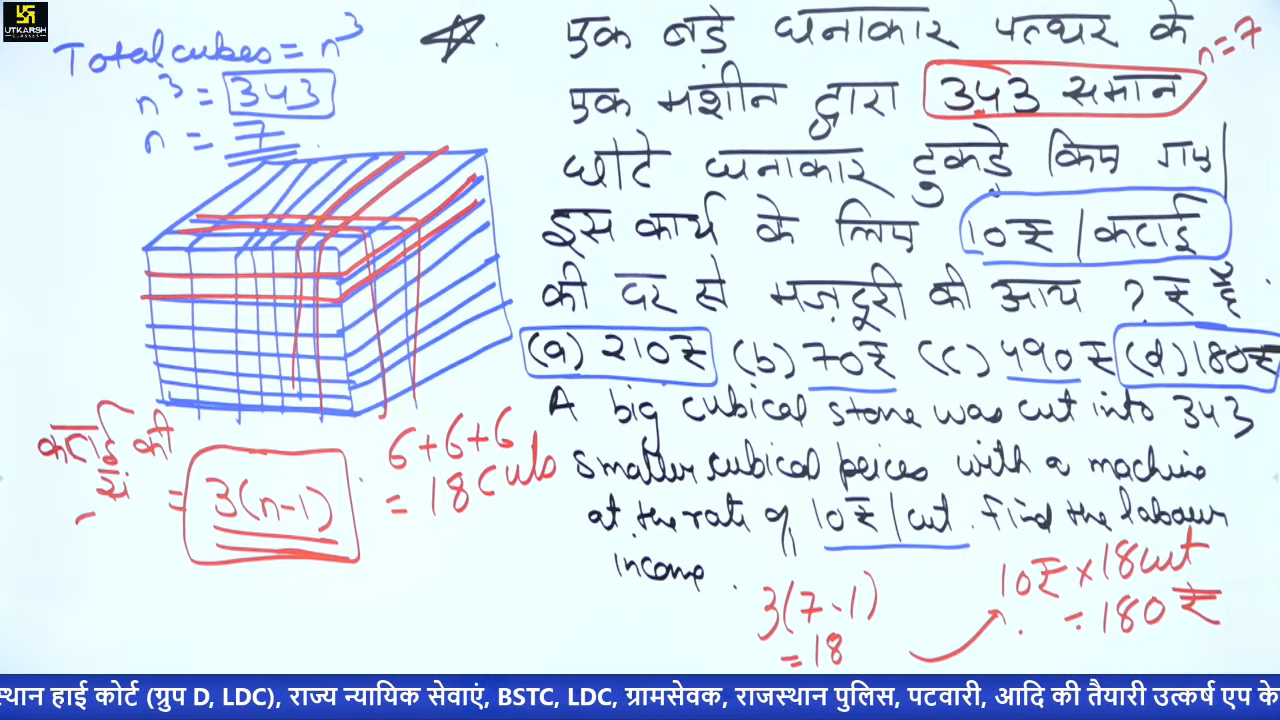 UTKARSH
CLASSES
Total cubes = n³
n³ = 343
n = 7
एक बड़े घनाकार पत्थर के
n = 7
एक मशीन द्वारा 343 समान
छोटे घनाकार टुकड़े किए गए।
इस कार्य के लिए 10₹ / कटाई
की दर से मज़दूरी की आय ? ₹ है
(a) 210₹ (b) 70₹ (c) 490₹ (d) 180₹
A big cubical stone was cut into 343
smaller cubical peices with a machine
at the rate of 10₹ / cut. Find the labour
income.
कटाई की
सं = 3(n-1)
6+6+6
= 18 cuts
3(7-1)
= 18
10₹ × 18 cut
= 180 ₹
स्थान हाई कोर्ट (ग्रुप D, LDC), राज्य न्यायिक सेवाएं, BSTC, LDC, ग्रामसेवक, राजस्थान पुलिस, पटवारी, आदि की तैयारी उत्कर्ष एप के